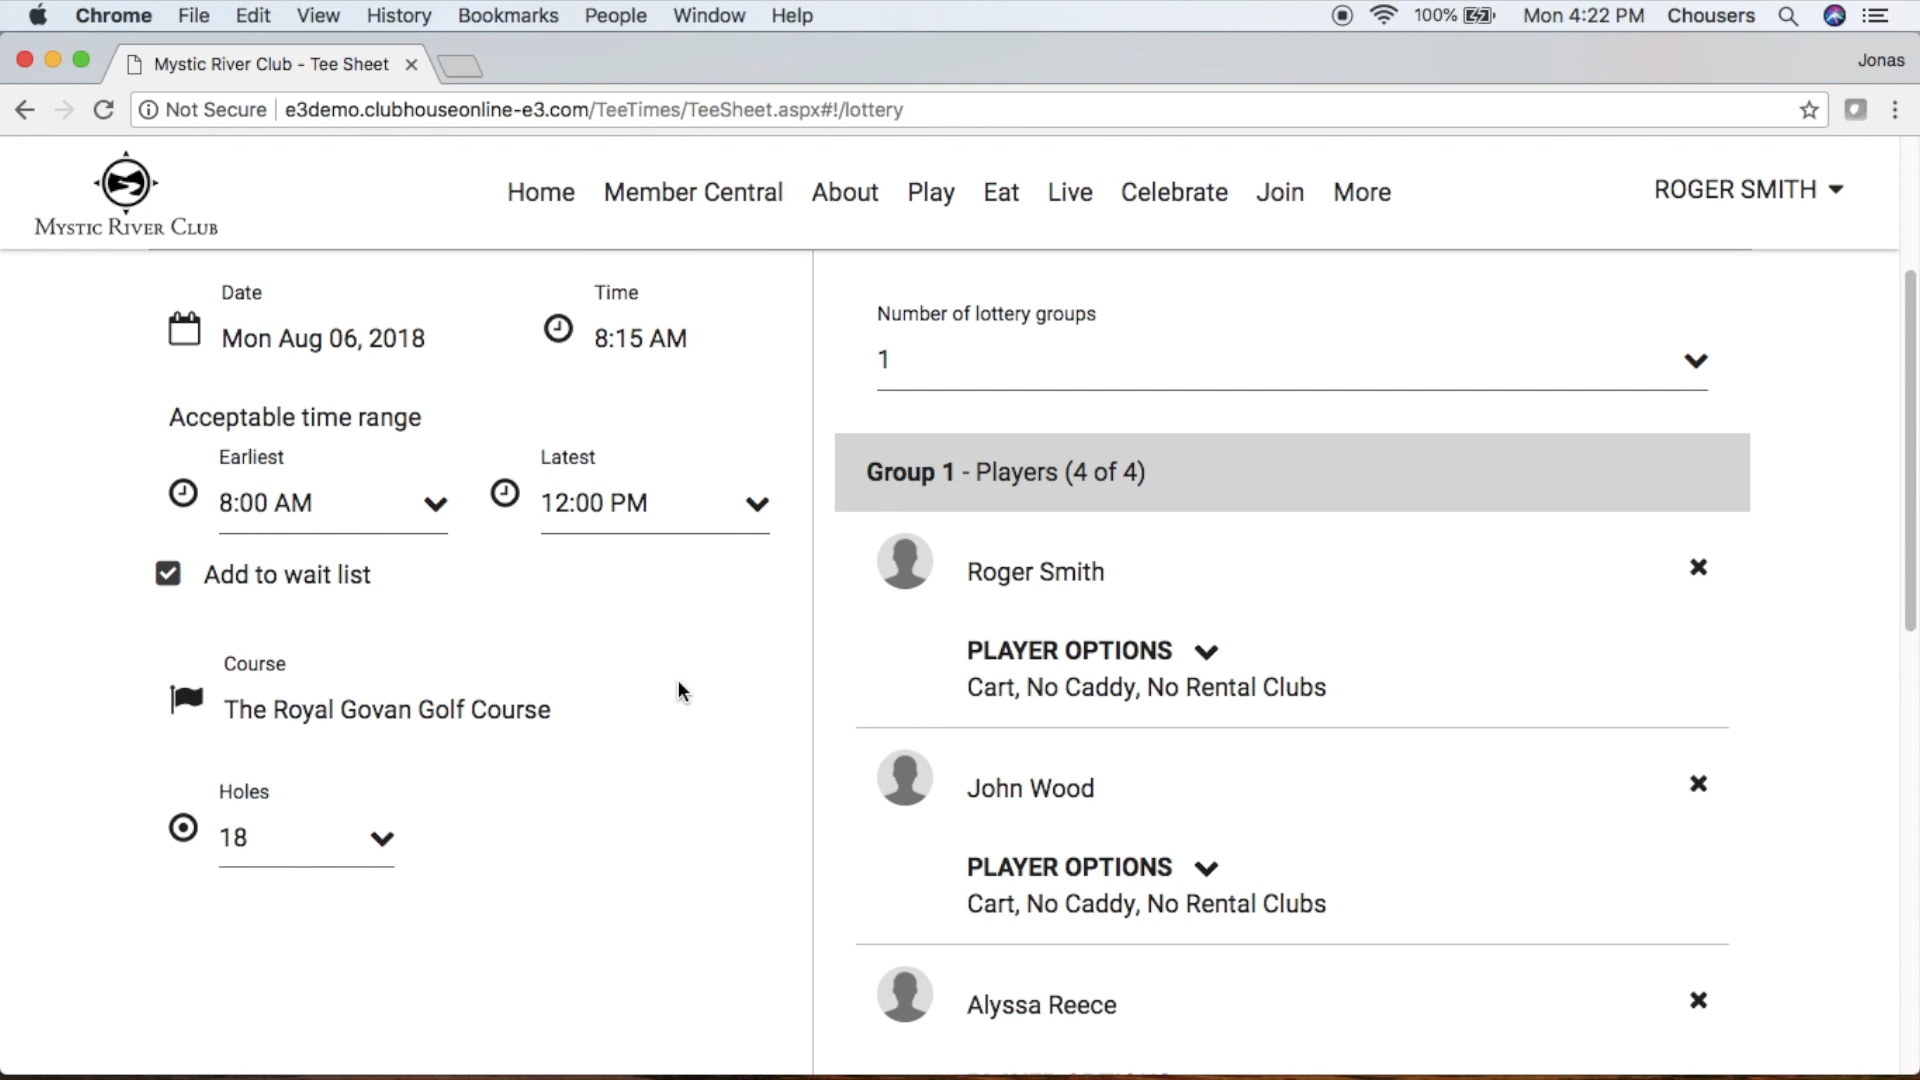 Chrome File Edit View History Bookmarks People Window Help 100% Mon 4:22 PM Chousers
Mystic River Club - Tee Sheet
Jonas
Not Secure e3demo.clubhouseonline-e3.com/TeeTimes/TeeSheet.aspx#!/lottery
MYSTIC RIVER CLUB
Home Member Central About Play Eat Live Celebrate Join More
ROGER SMITH
Date
Mon Aug 06, 2018
Time
8:15 AM
Acceptable time range
Earliest
8:00 AM
Latest
12:00 PM
Add to wait list
Course
The Royal Govan Golf Course
Holes
18
Number of lottery groups
1
Group 1 - Players (4 of 4)
Roger Smith
PLAYER OPTIONS
Cart, No Caddy, No Rental Clubs
John Wood
PLAYER OPTIONS
Cart, No Caddy, No Rental Clubs
Alyssa Reece